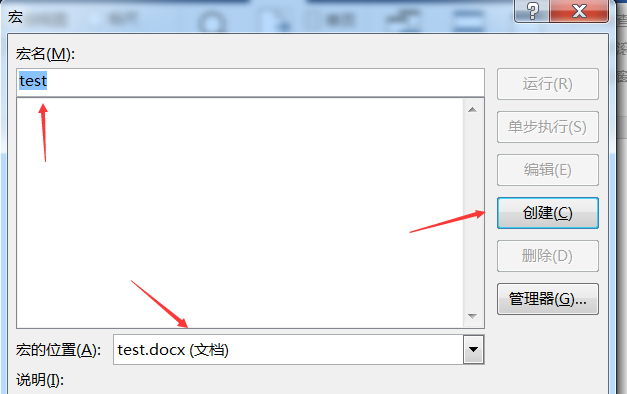 宏
宏名(M):
test
运行(R)
单步执行(S)
编辑(E)
创建(C)
删除(D)
管理器(G)...
宏的位置(A):
test.docx (文档)
说明(I):